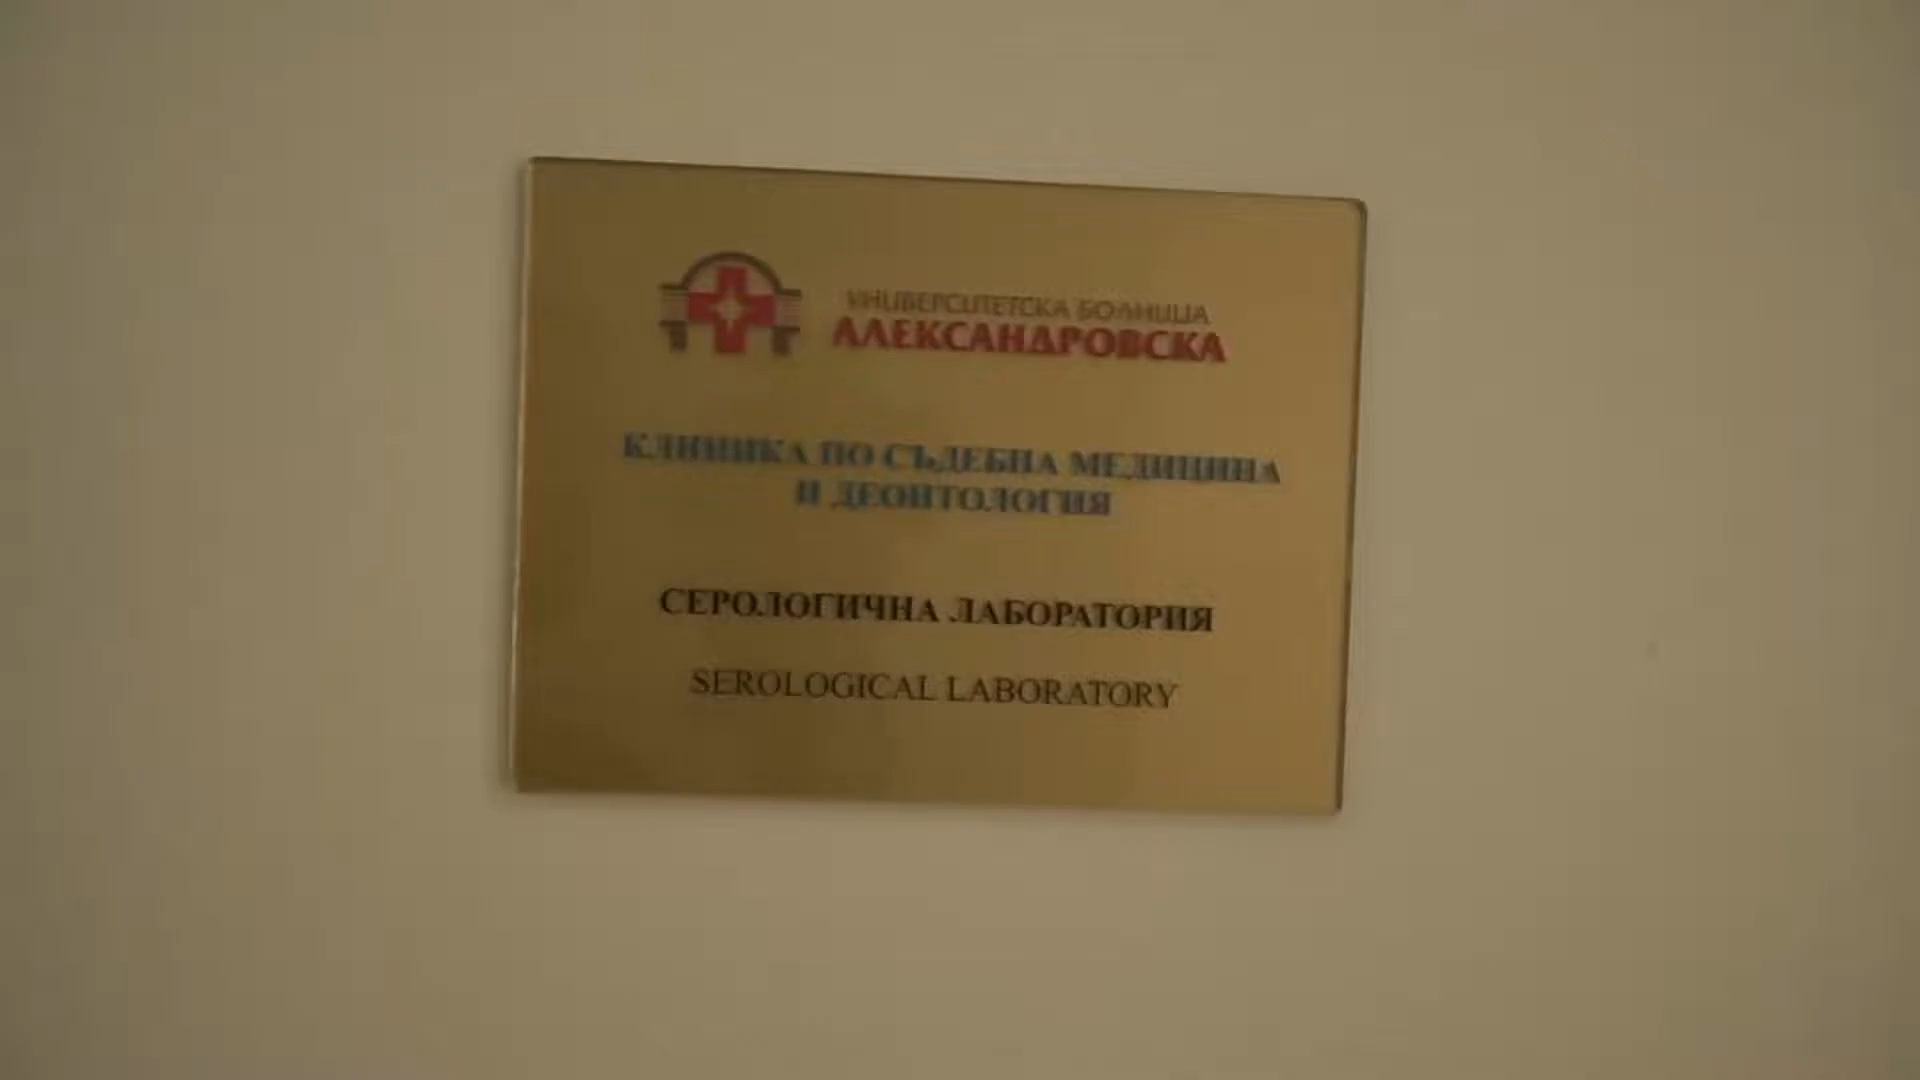 УНИВЕРСИТЕТСКА БОЛНИЦА
АЛЕКСАНДРОВСКА
КЛИНИКА ПО СЪДЕБНА МЕДИЦИНА
И ДЕОНТОЛОГИЯ
СЕРОЛОГИЧНА ЛАБОРАТОРИЯ
SEROLOGICAL LABORATORY